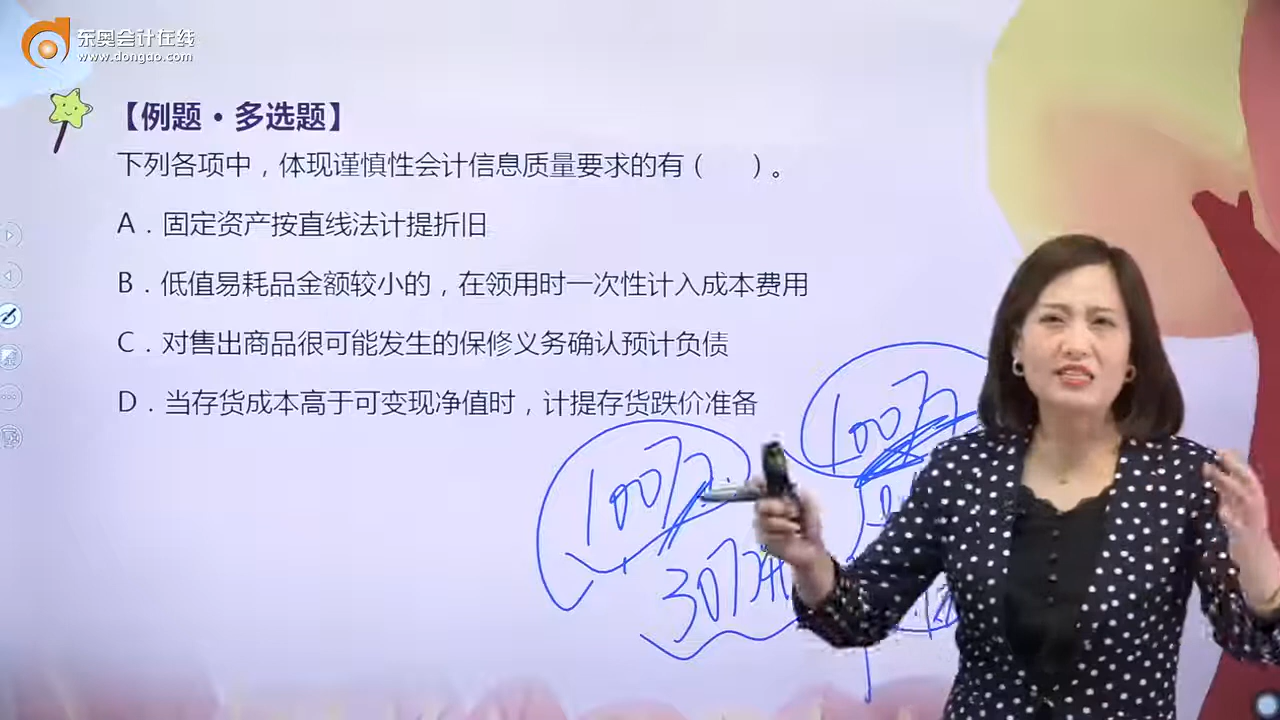 东奥会计在线
www.dongao.com
【例题•多选题】
下列各项中，体现谨慎性会计信息质量要求的有（　　）。
A．固定资产按直线法计提折旧
B．低值易耗品金额较小的，在领用时一次性计入成本费用
C．对售出商品很可能发生的保修义务确认预计负债
D．当存货成本高于可变现净值时，计提存货跌价准备
100万
100万
30万